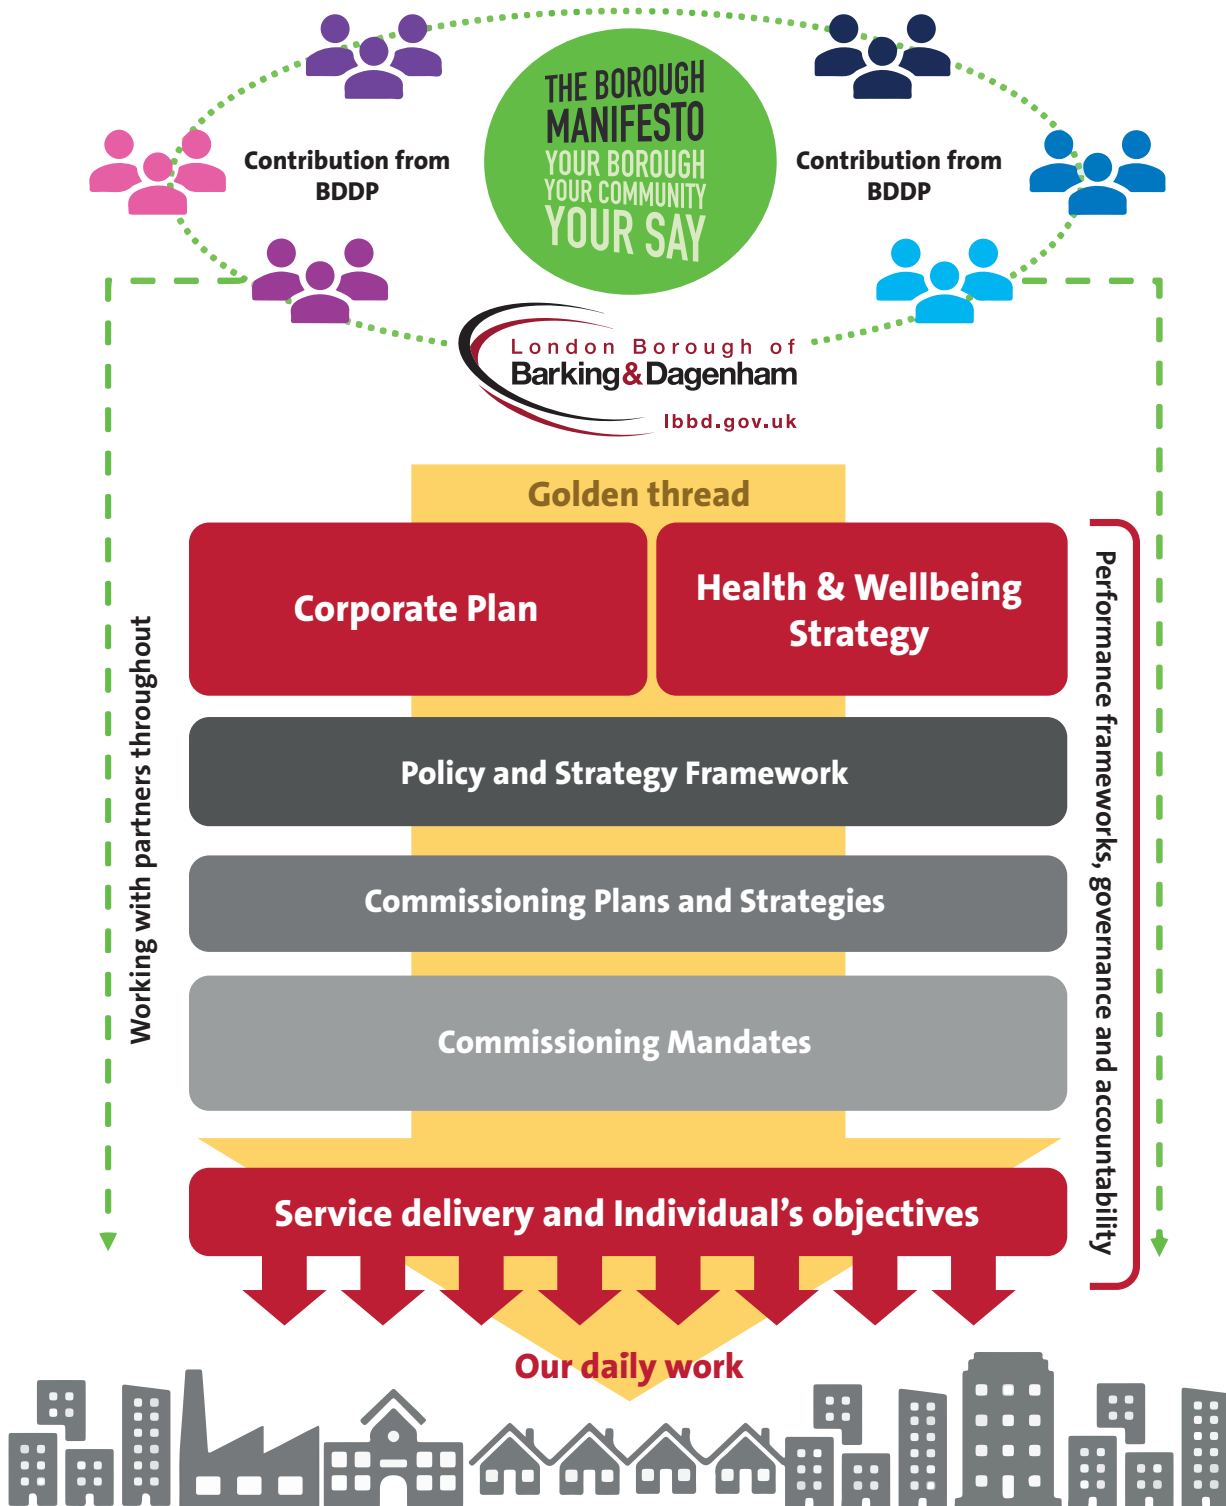 THE BOROUGH
MANIFESTO
YOUR BOROUGH
YOUR COMMUNITY
YOUR SAY
Contribution from
BDDP
Contribution from
BDDP
London Borough of
Barking&Dagenham
lbbd.gov.uk
Golden thread
Corporate Plan
Health & Wellbeing
Strategy
Policy and Strategy Framework
Commissioning Plans and Strategies
Commissioning Mandates
Service delivery and Individual's objectives
Our daily work
Working with partners throughout
Performance frameworks, governance and accountability